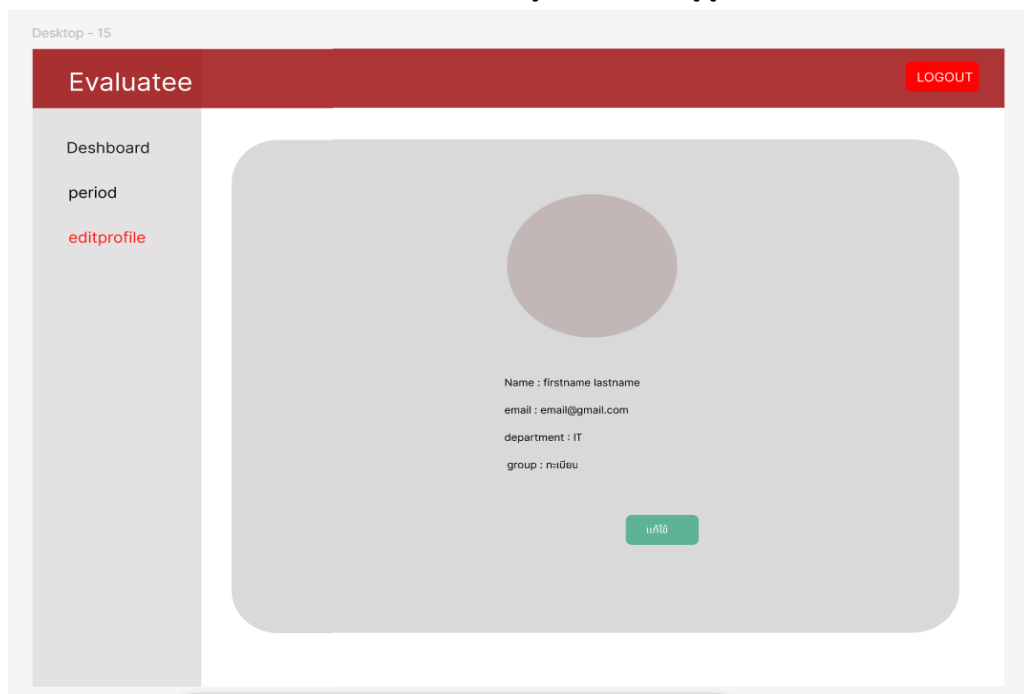 Desktop - 15
Evaluatee
LOGOUT
Deshboard
period
editprofile
Name : firstname lastname
email : email@gmail.com
department : IT
group : ทะเบียบ
แก้ไข้